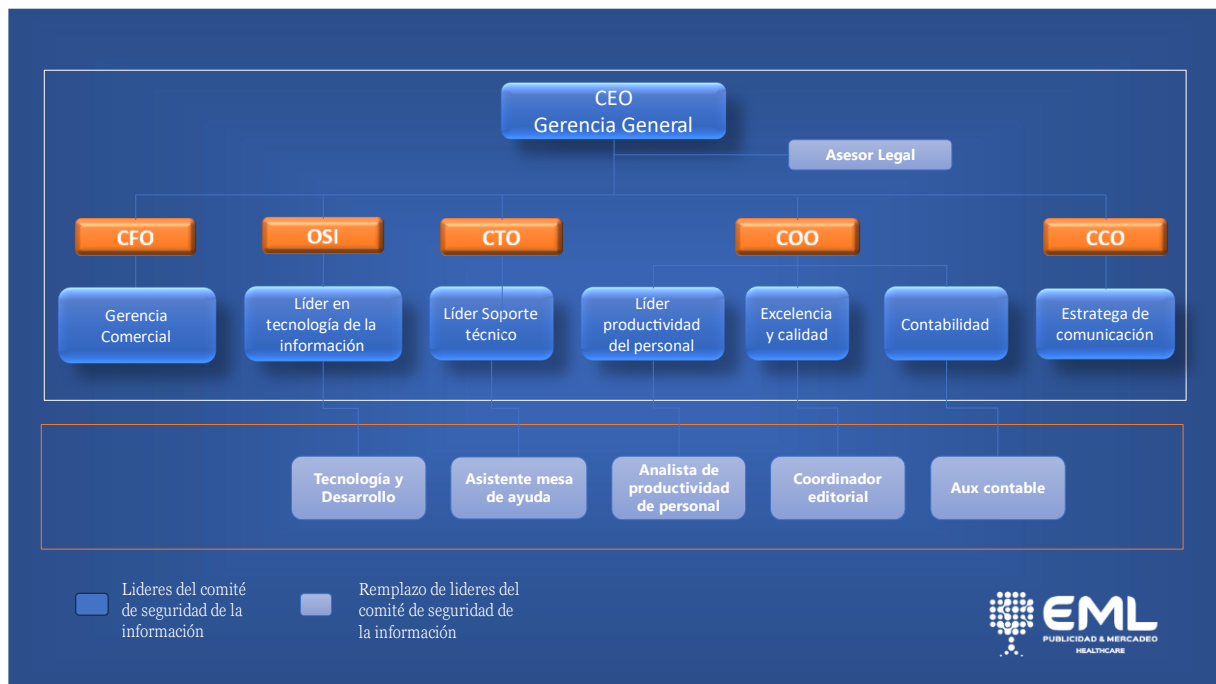 CEO
Gerencia General
Asesor Legal
CFO
OSI
CTO
COO
CCO
Gerencia
Comercial
Líder en
tecnología de la
información
Líder Soporte
técnico
Líder
productividad
del personal
Excelencia
y calidad
Contabilidad
Estratega de
comunicación
Tecnología y
Desarrollo
Asistente mesa
de ayuda
Analista de
productividad
de personal
Coordinador
editorial
Aux contable
Lideres del comité
de seguridad de la
información
Remplazo de lideres del
comité de seguridad de
la información
EML
PUBLICIDAD & MERCADEO
HEALTHCARE